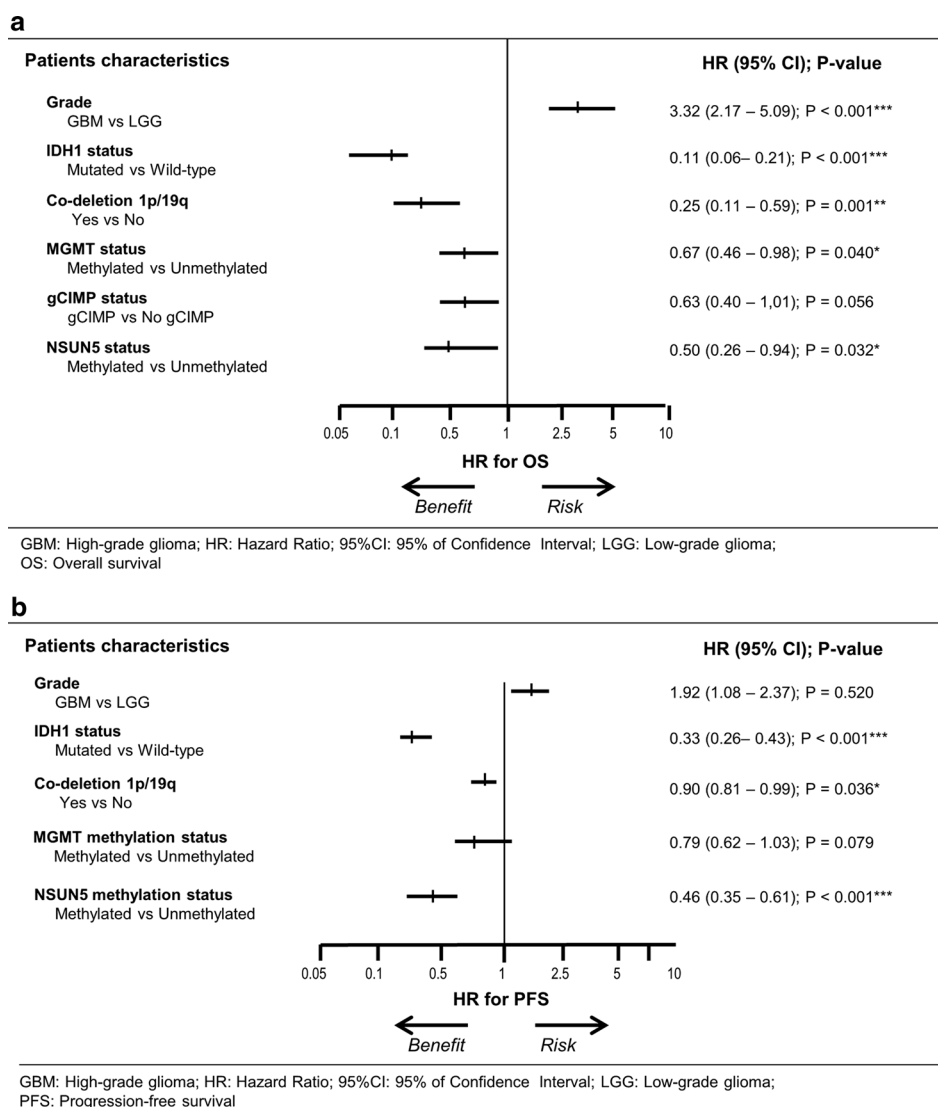 a
Patients characteristics HR (95% CI); P-value
Grade
GBM vs LGG 3.32 (2.17 – 5.09); P < 0.001***
IDH1 status
Mutated vs Wild-type 0.11 (0.06– 0.21); P < 0.001***
Co-deletion 1p/19q
Yes vs No 0.25 (0.11 – 0.59); P = 0.001**
MGMT status
Methylated vs Unmethylated 0.67 (0.46 – 0.98); P = 0.040*
gCIMP status
gCIMP vs No gCIMP 0.63 (0.40 – 1,01); P = 0.056
NSUN5 status
Methylated vs Unmethylated 0.50 (0.26 – 0.94); P = 0.032*
0.05 0.1 0.5 1 2.5 5 10
HR for OS
Benefit Risk
GBM: High-grade glioma; HR: Hazard Ratio; 95%CI: 95% of Confidence Interval; LGG: Low-grade glioma;
OS: Overall survival
b
Patients characteristics HR (95% CI); P-value
Grade
GBM vs LGG 1.92 (1.08 – 2.37); P = 0.520
IDH1 status
Mutated vs Wild-type 0.33 (0.26– 0.43); P < 0.001***
Co-deletion 1p/19q
Yes vs No 0.90 (0.81 – 0.99); P = 0.036*
MGMT methylation status
Methylated vs Unmethylated 0.79 (0.62 – 1.03); P = 0.079
NSUN5 methylation status
Methylated vs Unmethylated 0.46 (0.35 – 0.61); P < 0.001***
0.05 0.1 0.5 1 2.5 5 10
HR for PFS
Benefit Risk
GBM: High-grade glioma; HR: Hazard Ratio; 95%CI: 95% of Confidence Interval; LGG: Low-grade glioma;
PFS: Progression-free survival